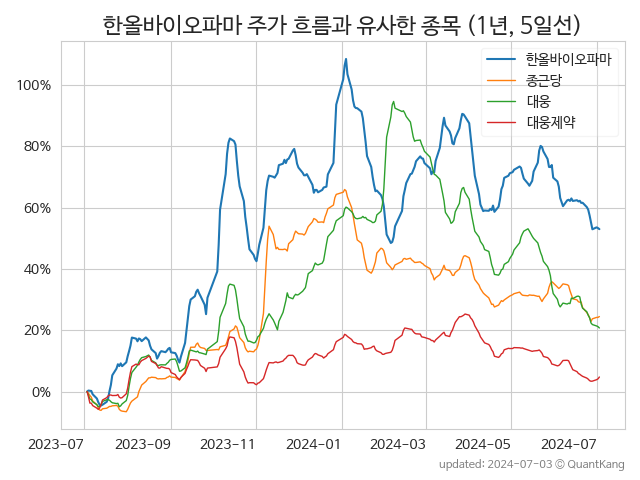 한올바이오파마 주가 흐름과 유사한 종목 (1년, 5일선)
한올바이오파마
종근당
대웅
대웅제약
100%
80%
60%
40%
20%
0%
2023-07 2023-09 2023-11 2024-01 2024-03 2024-05 2024-07
updated: 2024-07-03 © QuantKang